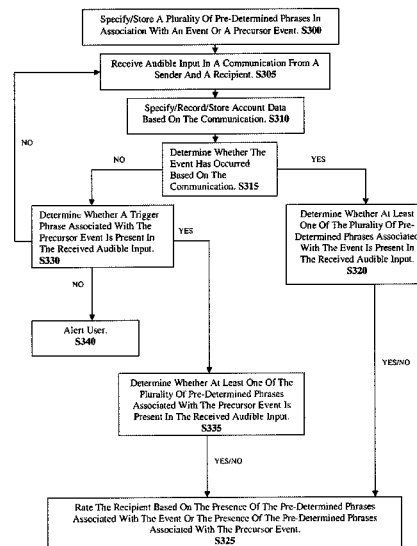 Specify/Store A Plurality Of Pre-Determined Phrases In
Association With An Event Or A Precursor Event. S300
Receive Audible Input In A Communication From A
Sender And A Recipient. S305
Specify/Record/Store Account Data
Based On The Communication. S310
NO
NO
Determine Whether The
Event Has Occurred
Based On The
Communication. S315
YES
Determine Whether A Trigger
Phrase Associated With The
Precursor Event Is Present In
The Received Audible Input.
S330
YES
Determine Whether At Least
One Of The Plurality Of Pre-
Determined Phrases Associated
With The Event Is Present In
The Received Audible Input.
S320
NO
Alert User.
S340
YES/NO
Determine Whether At Least One Of The
Plurality Of Pre-Determined Phrases
Associated With The Precursor Event Is
Present In The Received Audible Input.
S335
YES/NO
Rate The Recipient Based On The Presence Of The Pre-Determined Phrases
Associated With The Event Or The Presence Of The Pre-Determined Phrases
Associated With The Precursor Event.
S325